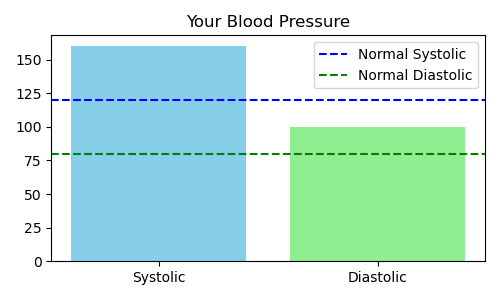 Your Blood Pressure
Normal Systolic
Normal Diastolic
150
125
100
75
50
25
0
Systolic
Diastolic